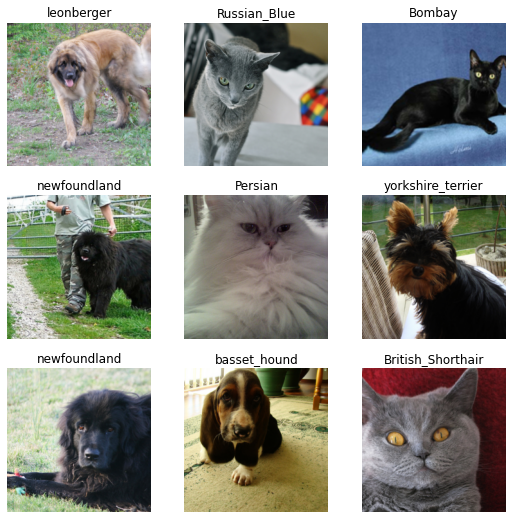 leonberger
Russian_Blue
Bombay
newfoundland
Persian
yorkshire_terrier
newfoundland
basset_hound
British_Shorthair